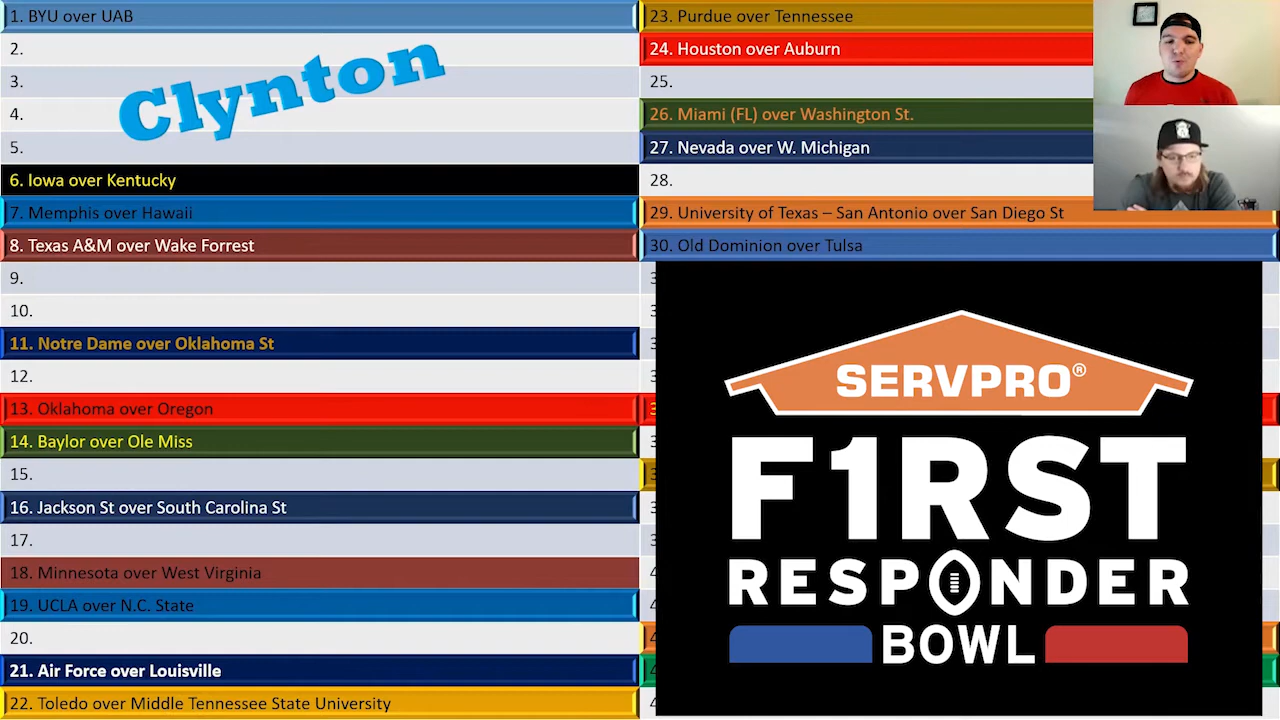 1. BYU over UAB
2.
3.
4.
5.
Clynton
6. Iowa over Kentucky
7. Memphis over Hawaii
8. Texas A&M over Wake Forrest
9.
10.
11. Notre Dame over Oklahoma St
12.
13. Oklahoma over Oregon
14. Baylor over Ole Miss
15.
16. Jackson St over South Carolina St
17.
18. Minnesota over West Virginia
19. UCLA over N.C. State
20.
21. Air Force over Louisville
22. Toledo over Middle Tennessee State University
23. Purdue over Tennessee
24. Houston over Auburn
25.
26. Miami (FL) over Washington St.
27. Nevada over W. Michigan
28.
29. University of Texas – San Antonio over San Diego St
30. Old Dominion over Tulsa
SERVPRO®
F1RST
RESPONDER
BOWL